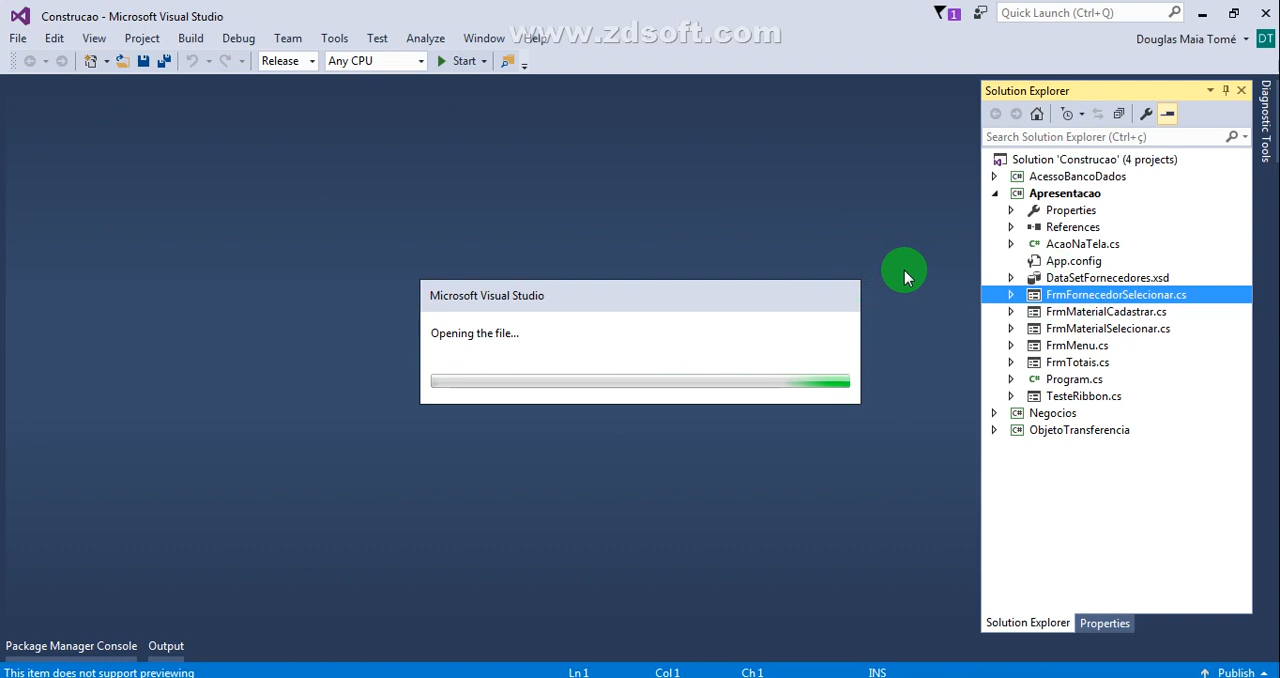 Construcao - Microsoft Visual Studio
1
Quick Launch (Ctrl+Q)
File Edit View Project Build Debug Team Tools Test Analyze Window Help
www.zdsoft.com
Douglas Maia Tomé DT
Release Any CPU Start
Solution Explorer
Diagnostic Tools
Search Solution Explorer (Ctrl+ç)
Solution 'Construcao' (4 projects)
C# AcessoBancoDados
C# Apresentacao
Properties
References
C# AcaoNaTela.cs
App.config
DataSetFornecedores.xsd
FrmFornecedorSelecionar.cs
FrmMaterialCadastrar.cs
FrmMaterialSelecionar.cs
FrmMenu.cs
FrmTotais.cs
C# Program.cs
TesteRibbon.cs
C# Negocios
C# ObjetoTransferencia
Microsoft Visual Studio
Opening the file...
Solution Explorer Properties
Package Manager Console Output
This item does not support previewing Ln 1 Col 1 Ch 1 INS Publish